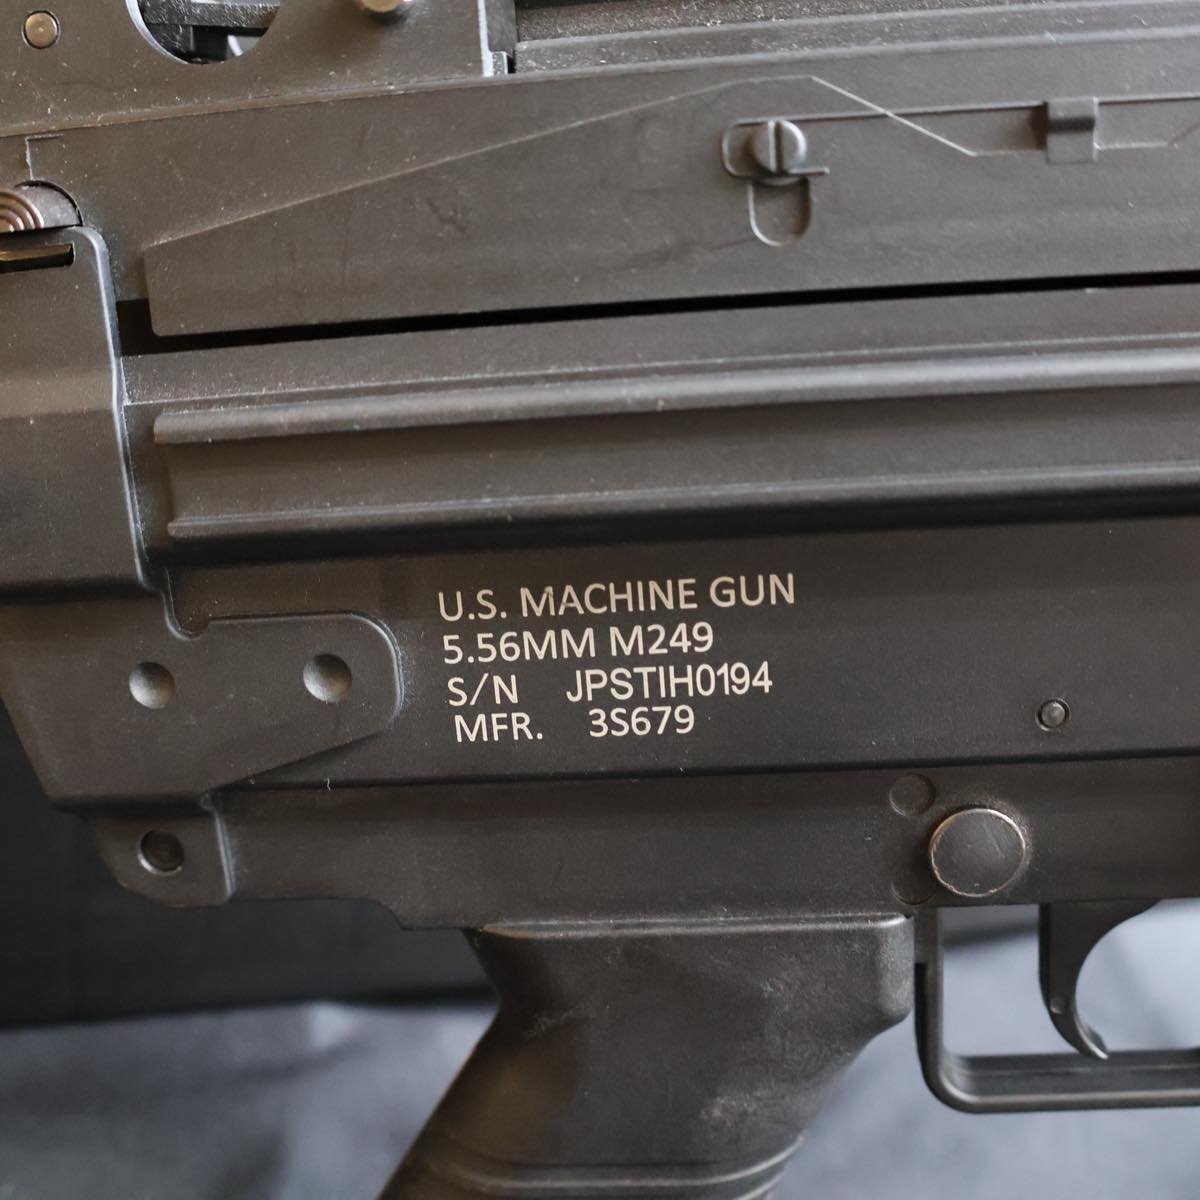 U.S. MACHINE GUN
5.56MM M249
S/N JPSTIH0194
MFR. 3S679